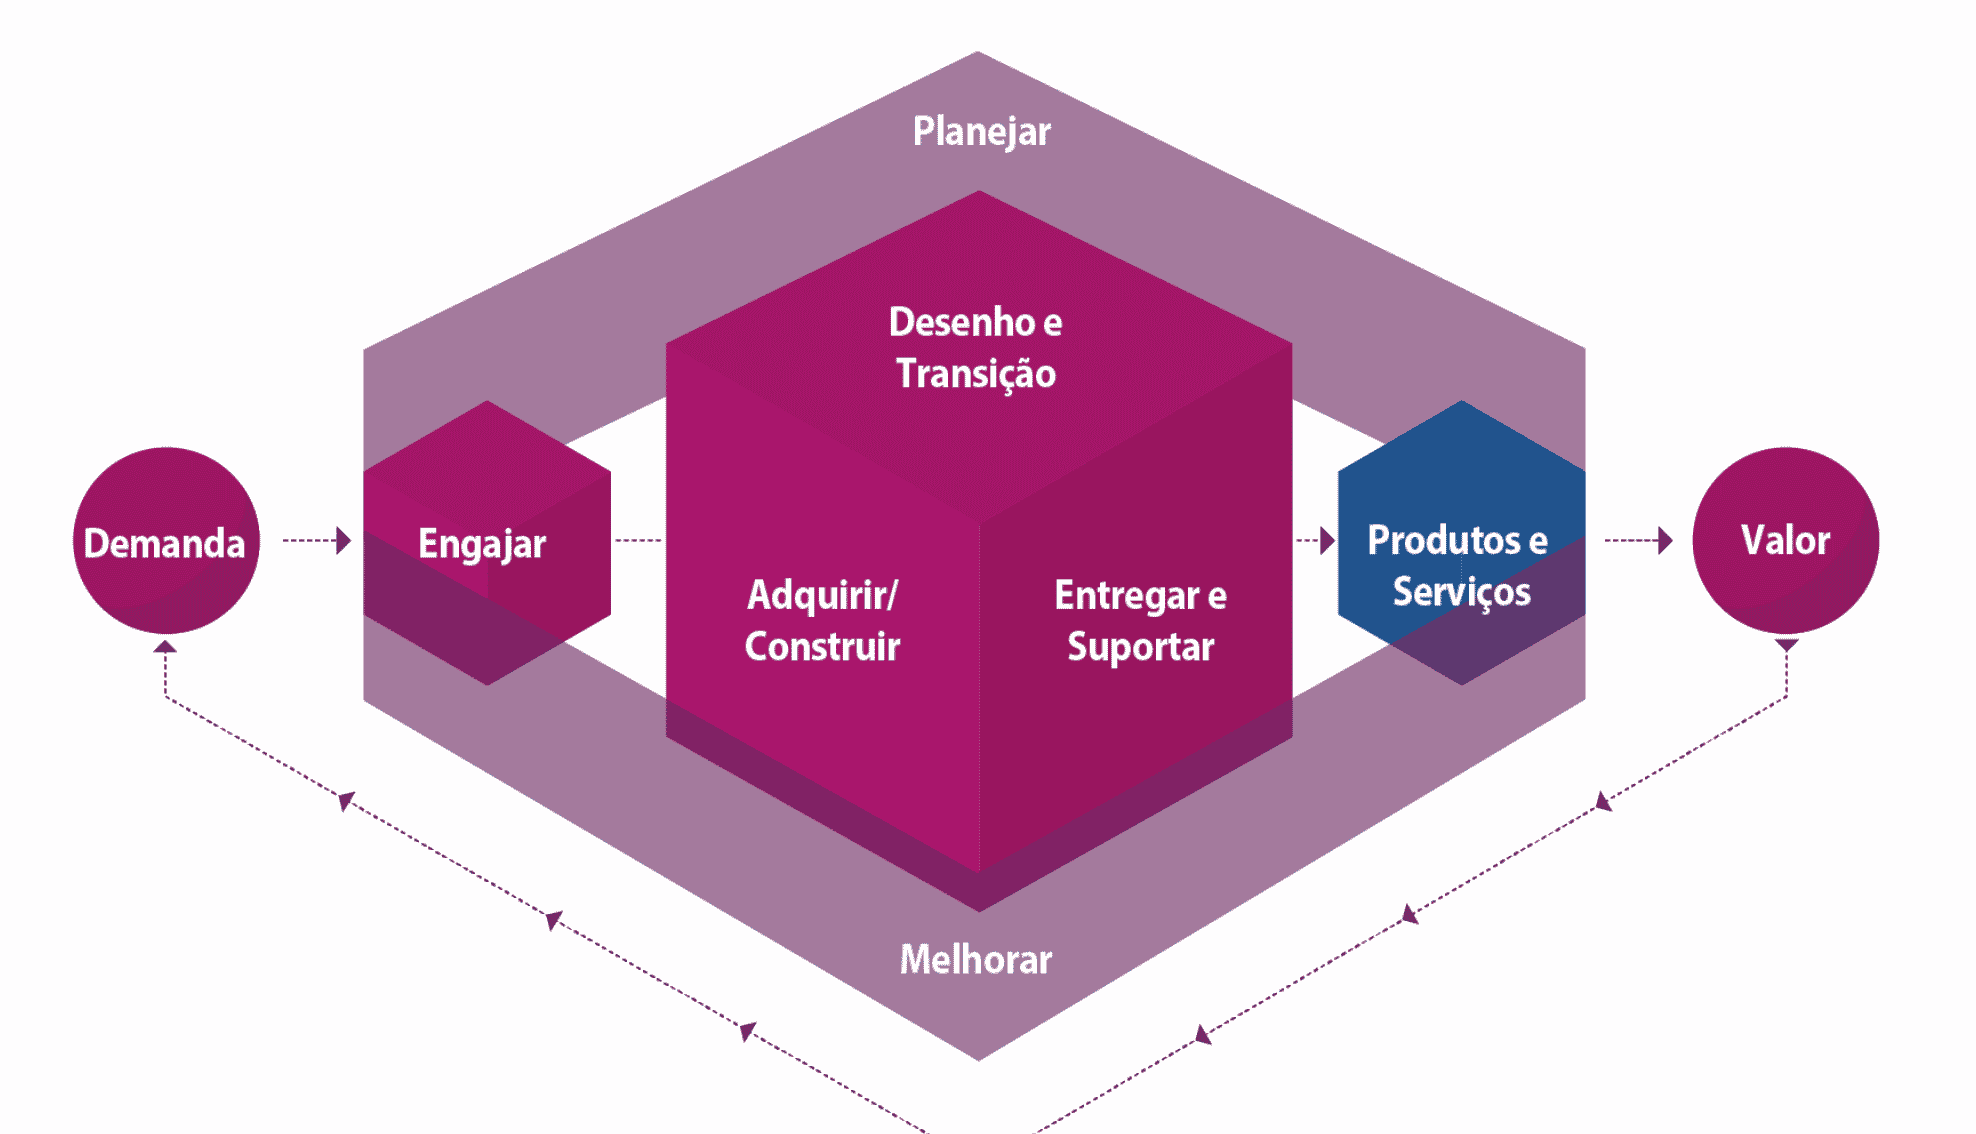 Planejar
Desenho e
Transição
Demanda
Engajar
Adquirir/
Construir
Entregar e
Suportar
Produtos e
Serviços
Valor
Melhorar